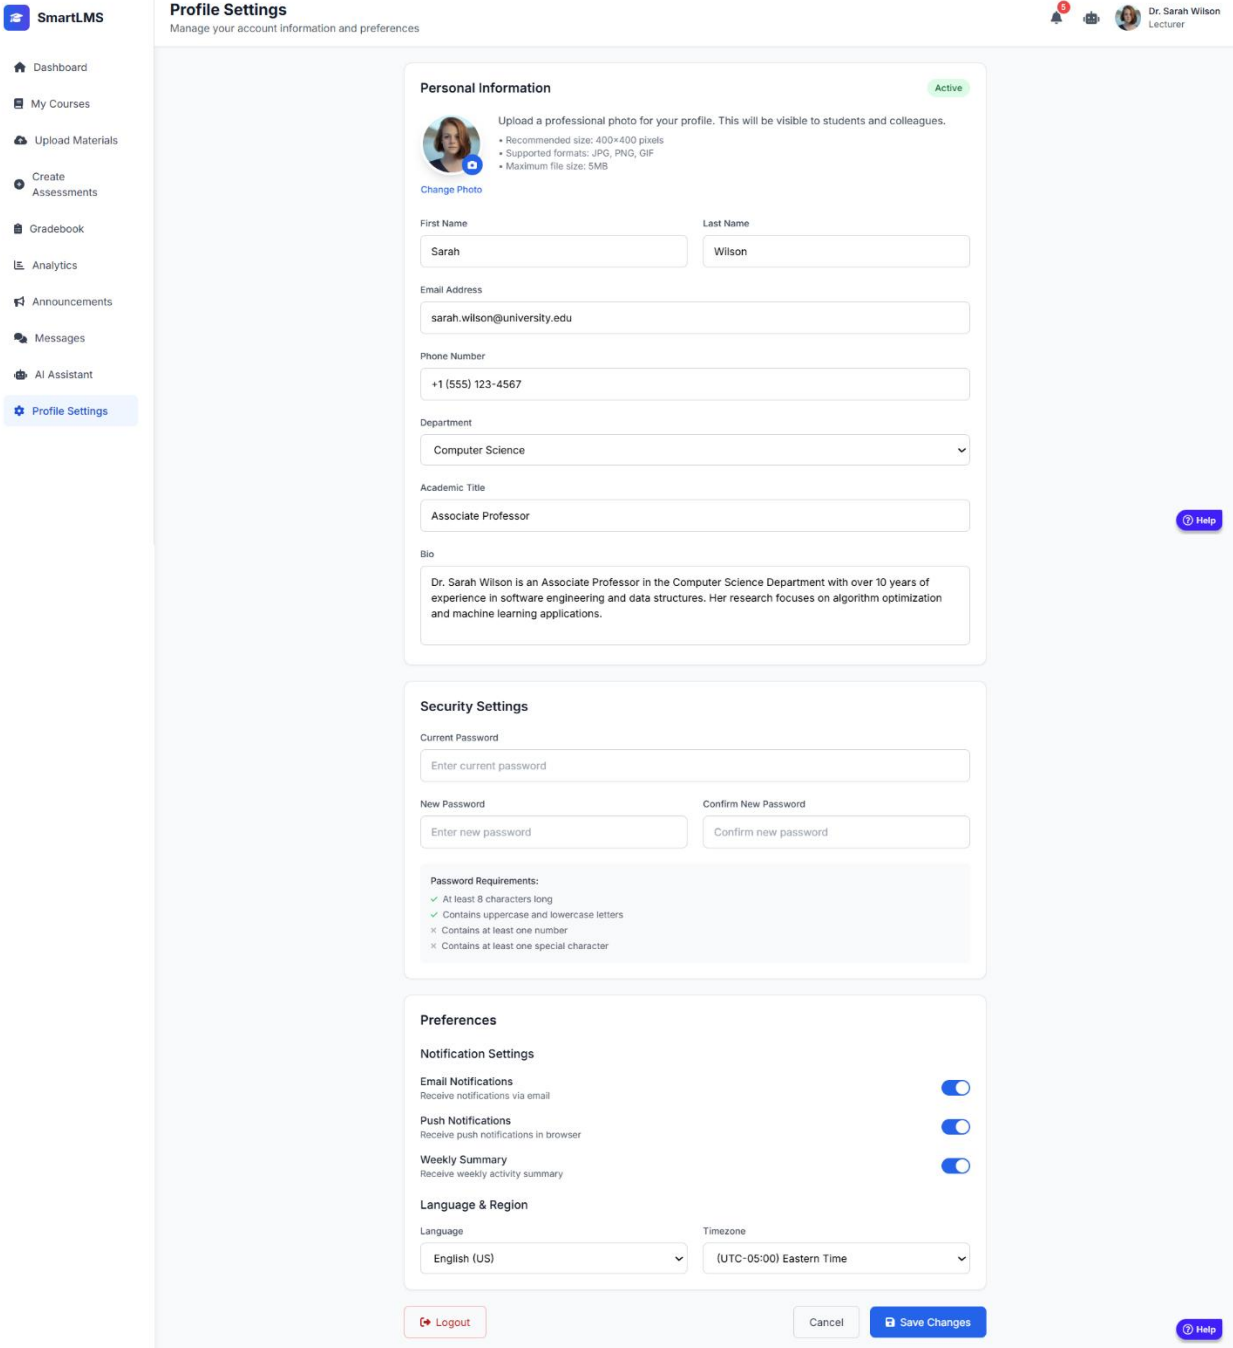 SmartLMS
Profile Settings
Manage your account information and preferences
5
Dr. Sarah Wilson
Lecturer
Dashboard
My Courses
Upload Materials
Create
Assessments
Gradebook
Analytics
Announcements
Messages
AI Assistant
Profile Settings
Personal Information
Active
Upload a professional photo for your profile. This will be visible to students and colleagues.
• Recommended size: 400×400 pixels
• Supported formats: JPG, PNG, GIF
• Maximum file size: 5MB
Change Photo
First Name
Last Name
Sarah
Wilson
Email Address
sarah.wilson@university.edu
Phone Number
+1 (555) 123-4567
Department
Computer Science
Academic Title
Associate Professor
Bio
Dr. Sarah Wilson is an Associate Professor in the Computer Science Department with over 10 years of
experience in software engineering and data structures. Her research focuses on algorithm optimization
and machine learning applications.
Help
Security Settings
Current Password
Enter current password
New Password
Confirm New Password
Enter new password
Confirm new password
Password Requirements:
At least 8 characters long
Contains uppercase and lowercase letters
Contains at least one number
Contains at least one special character
Preferences
Notification Settings
Email Notifications
Receive notifications via email
Push Notifications
Receive push notifications in browser
Weekly Summary
Receive weekly activity summary
Language & Region
Language
Timezone
English (US)
(UTC-05:00) Eastern Time
Logout
Cancel
Save Changes
Help